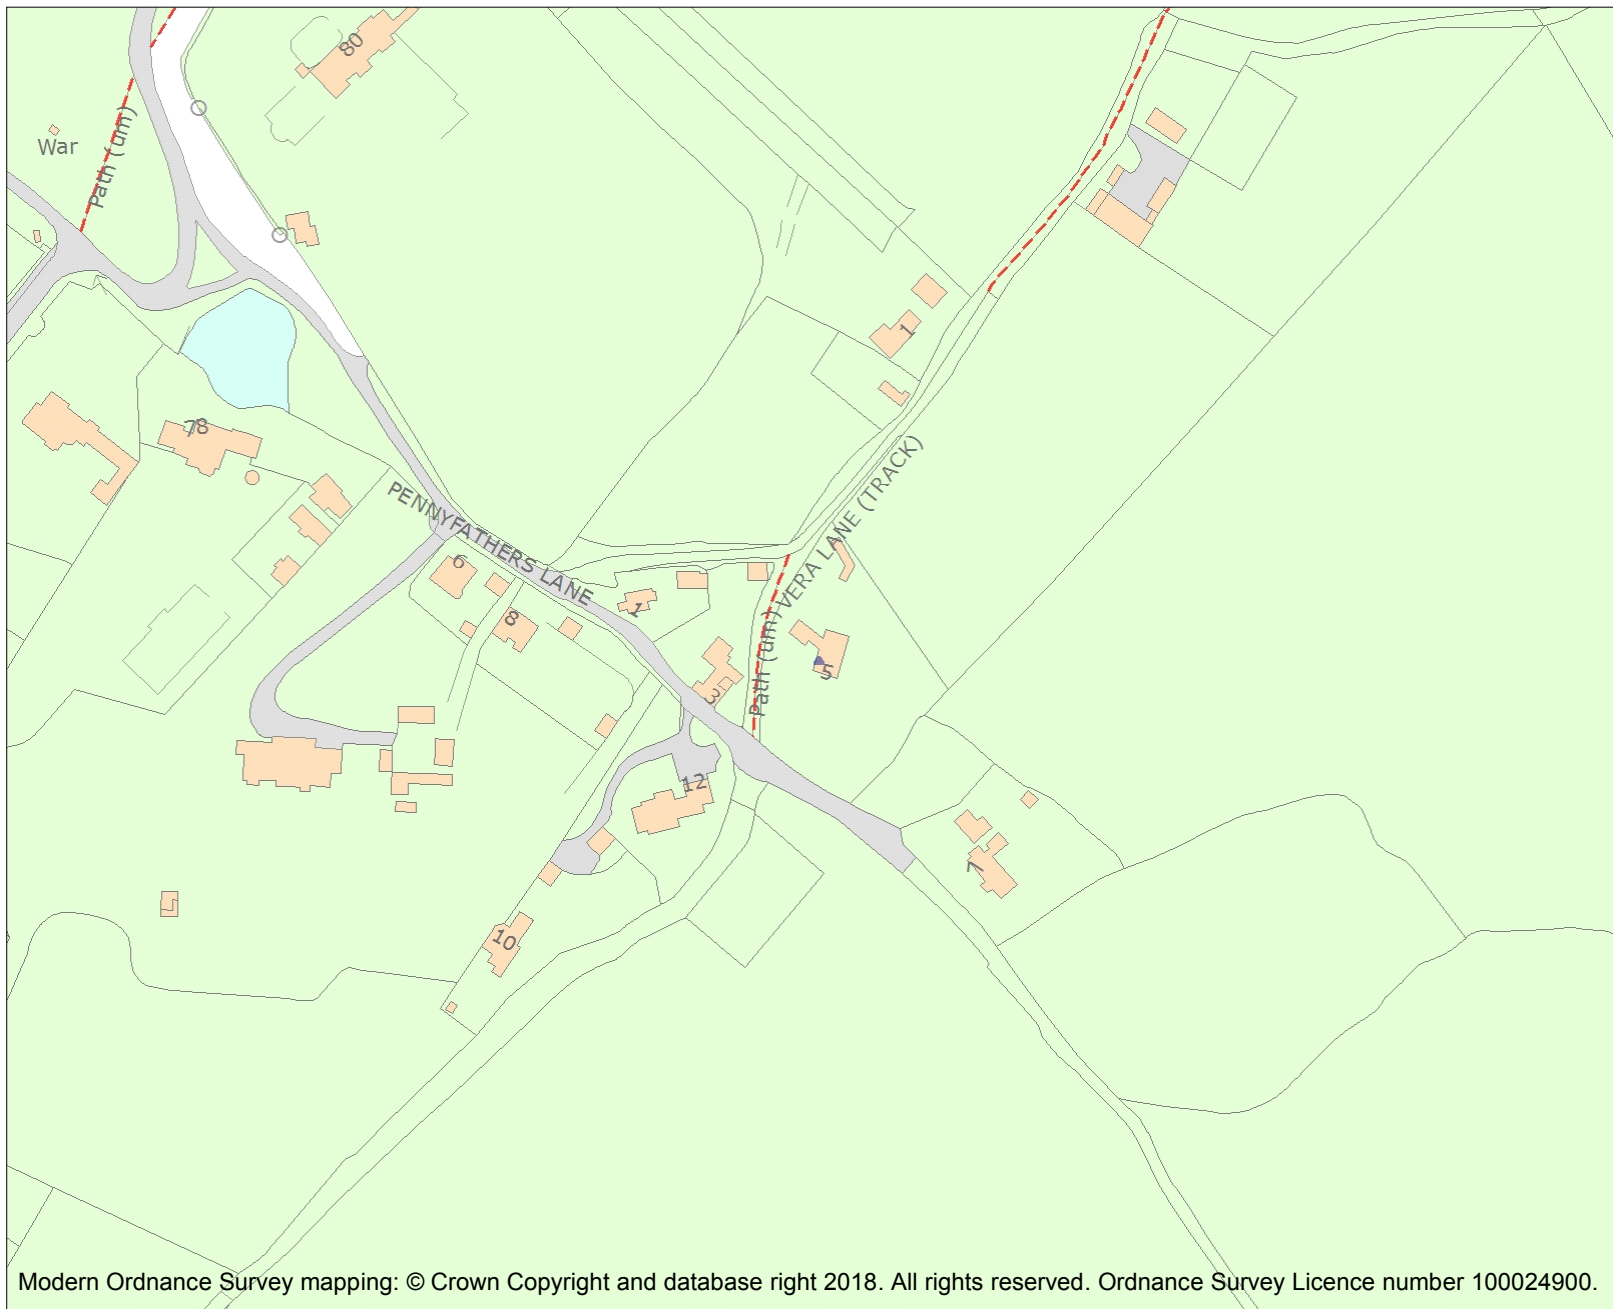 80
War
Path (um)
1
78
PENNYFATHERS LANE
VERA LANE (TRACK)
6
8
1
Path (um)
5
3
12
7
10
Modern Ordnance Survey mapping: © Crown Copyright and database right 2018. All rights reserved. Ordnance Survey Licence number 100024900.